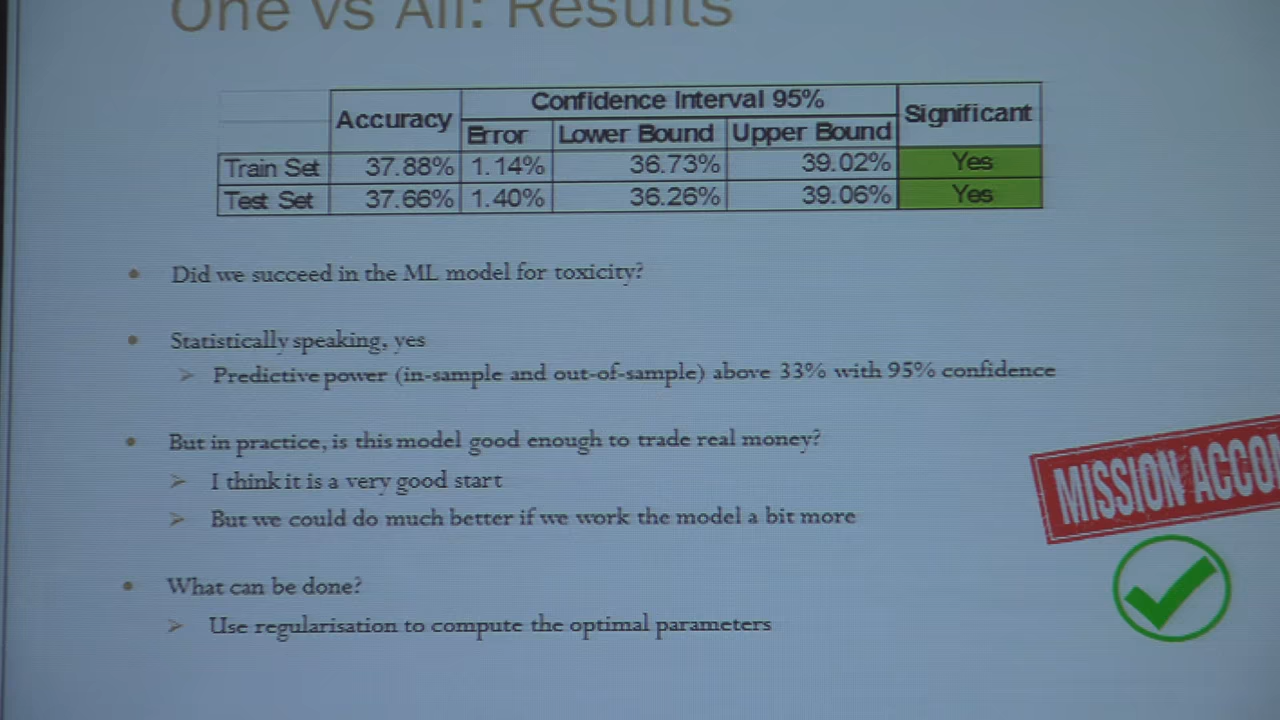 One vs All: Results
Confidence Interval 95%
Accuracy Significant
Error Lower Bound Upper Bound
Train Set 37.88% 1.14% 36.73% 39.02% Yes
Test Set 37.66% 1.40% 36.26% 39.06% Yes
Did we succeed in the ML model for toxicity?
Statistically speaking, yes
Predictive power (in-sample and out-of-sample) above 33% with 95% confidence
But in practice, is this model good enough to trade real money?
I think it is a very good start
But we could do much better if we work the model a bit more
MISSION ACCO
What can be done?
Use regularisation to compute the optimal parameters